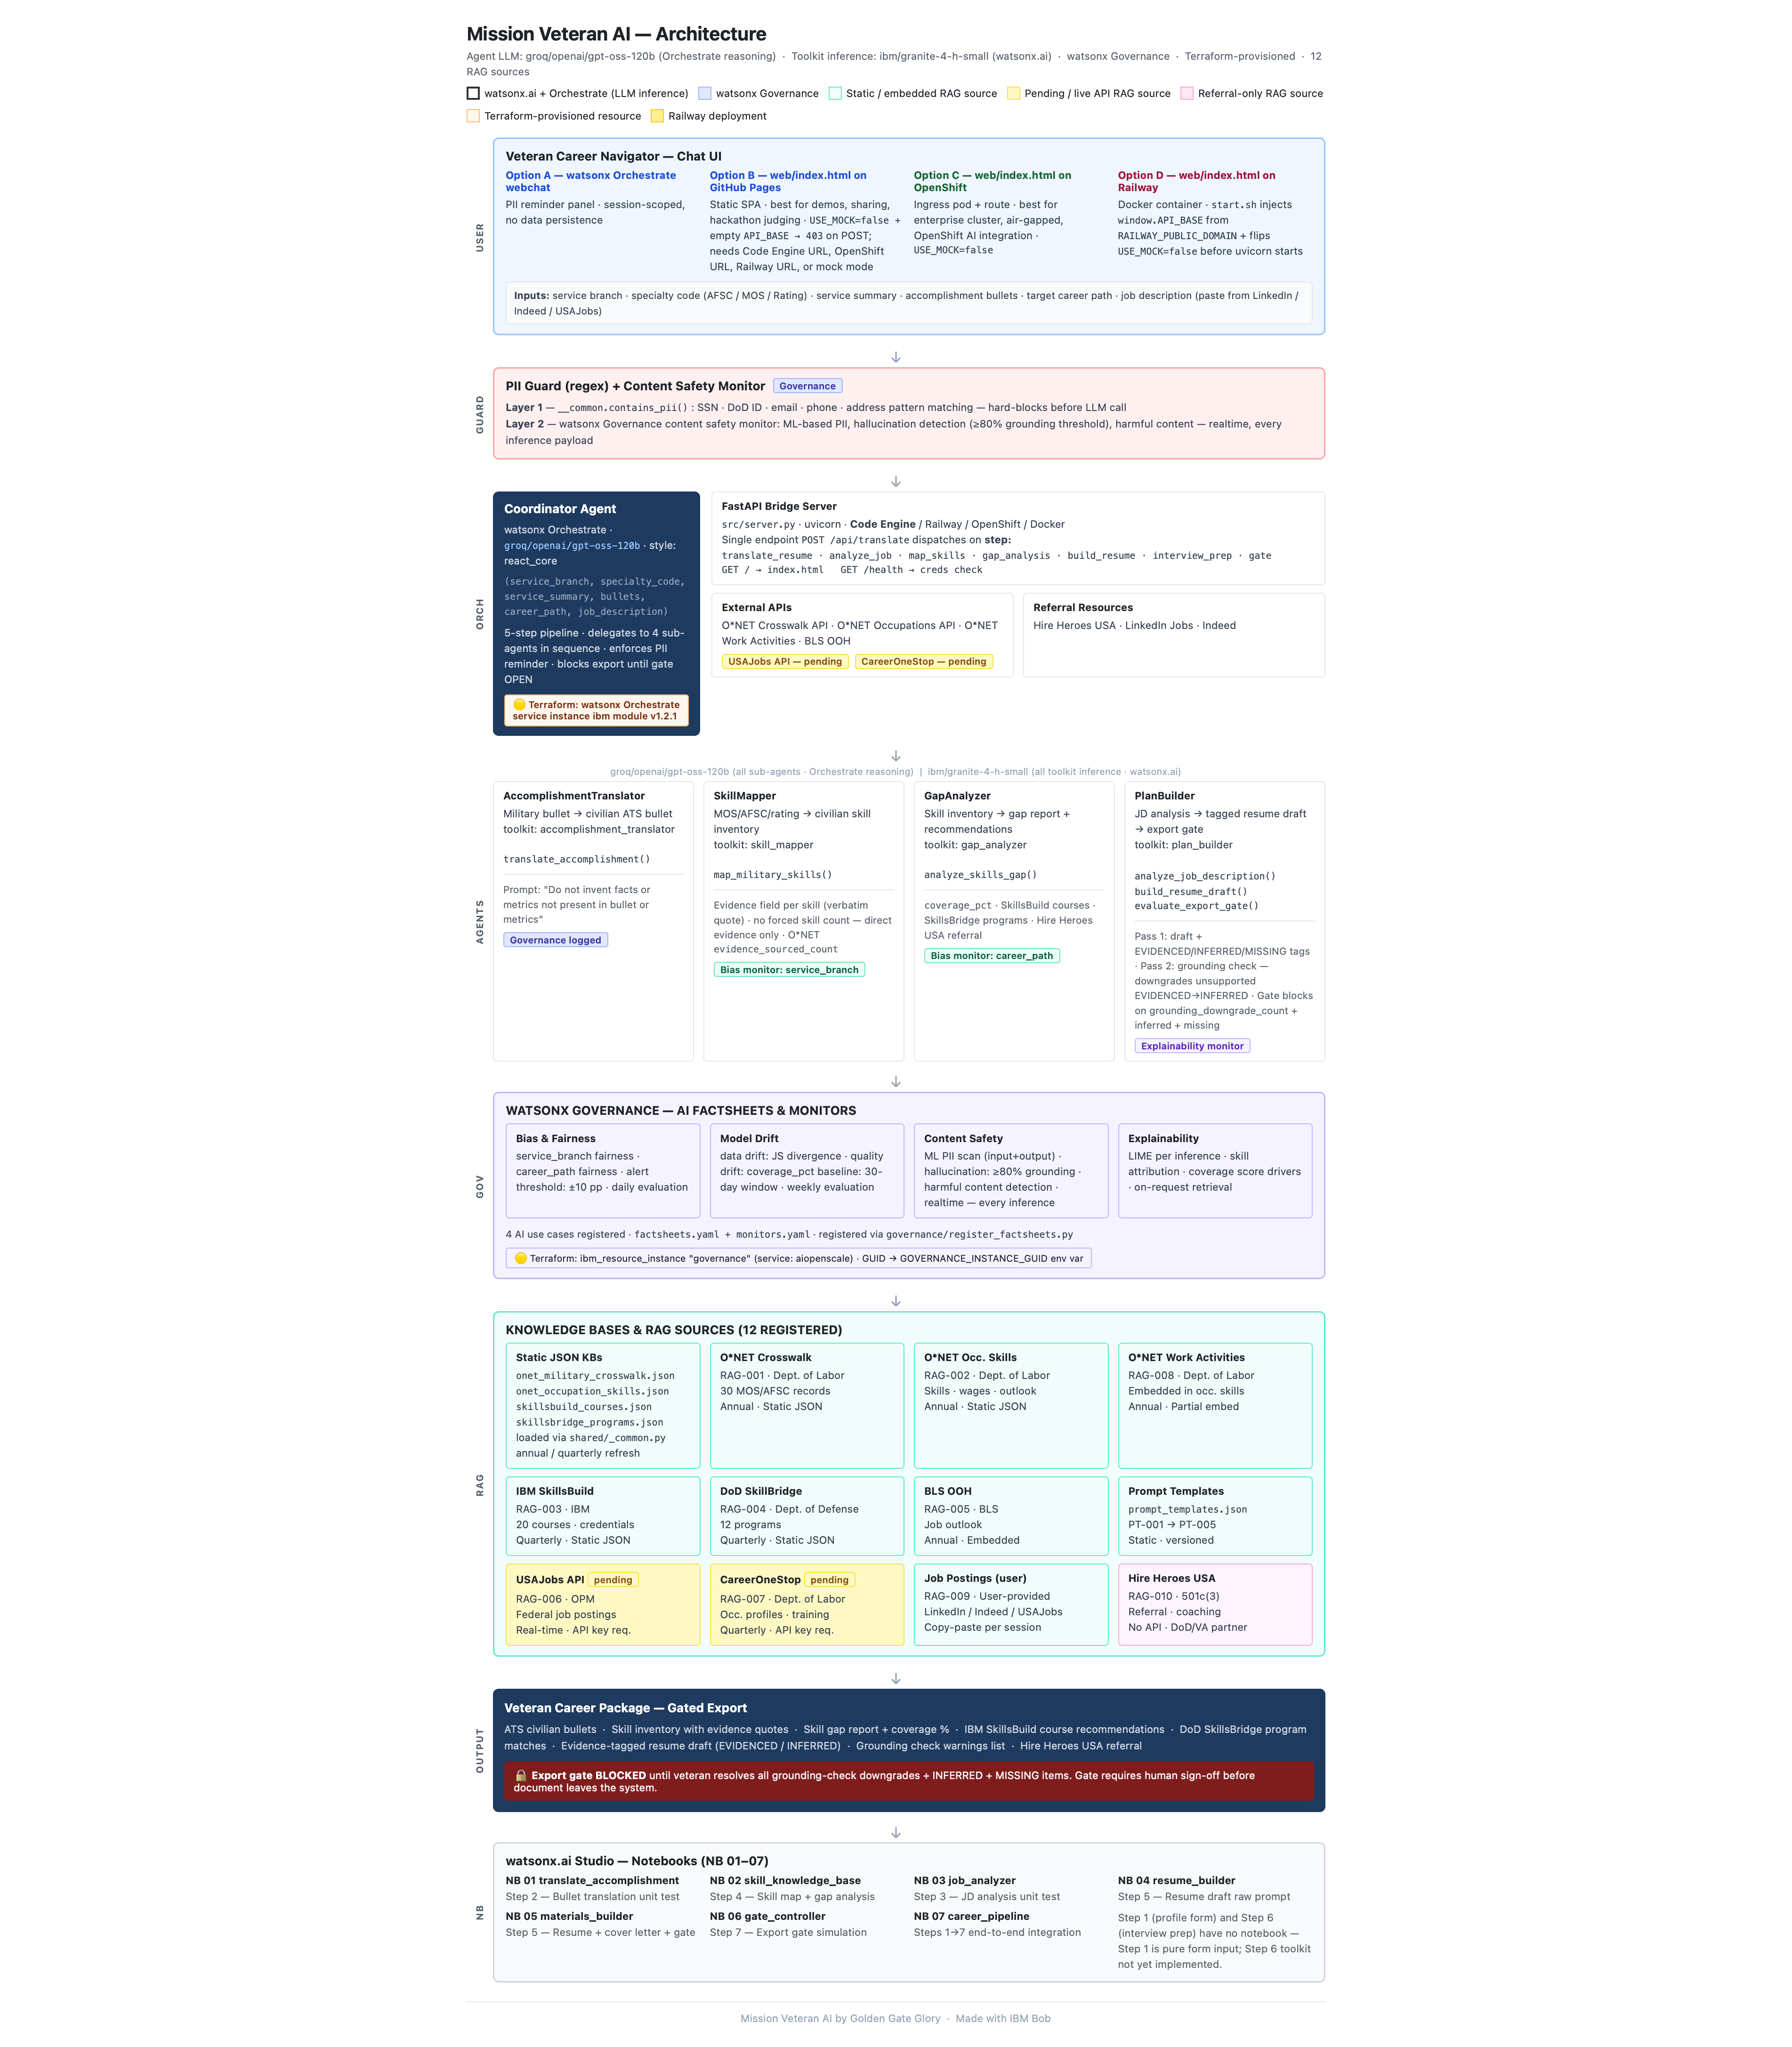 Mission Veteran AI — Architecture
Agent LLM: groq/openai/gpt-oss-120b (Orchestrate reasoning) · Toolkit inference: ibm/granite-4-h-small (watsonx.ai) · watsonx Governance · Terraform-provisioned · 12
RAG sources
watsonx.ai + Orchestrate (LLM inference) watsonx Governance Static / embedded RAG source Pending / live API RAG source Referral-only RAG source
Terraform-provisioned resource Railway deployment
USER
Veteran Career Navigator — Chat UI
Option A — watsonx Orchestrate
webchat
PII reminder panel · session-scoped,
no data persistence
Option B — web/index.html on
GitHub Pages
Static SPA · best for demos, sharing,
hackathon judging · USE_MOCK=false +
empty API_BASE → 403 on POST;
needs Code Engine URL, OpenShift
URL, Railway URL, or mock mode
Option C — web/index.html on
OpenShift
Ingress pod + route · best for
enterprise cluster, air-gapped,
OpenShift AI integration ·
USE_MOCK=false
Option D — web/index.html on
Railway
Docker container · start.sh injects
window.API_BASE from
RAILWAY_PUBLIC_DOMAIN + flips
USE_MOCK=false before uvicorn starts
Inputs: service branch · specialty code (AFSC / MOS / Rating) · service summary · accomplishment bullets · target career path · job description (paste from LinkedIn /
Indeed / USAJobs)
GUARD
PII Guard (regex) + Content Safety Monitor Governance
Layer 1 — __common.contains_pii() : SSN · DoD ID · email · phone · address pattern matching — hard-blocks before LLM call
Layer 2 — watsonx Governance content safety monitor: ML-based PII, hallucination detection (≥80% grounding threshold), harmful content — realtime, every
inference payload
ORCH
Coordinator Agent
watsonx Orchestrate ·
groq/openai/gpt-oss-120b · style:
react_core
(service_branch, specialty_code,
service_summary, bullets,
career_path, job_description)
5-step pipeline · delegates to 4 sub-
agents in sequence · enforces PII
reminder · blocks export until gate
OPEN
Terraform: watsonx Orchestrate
service instance ibm module v1.2.1
FastAPI Bridge Server
src/server.py · uvicorn · Code Engine / Railway / OpenShift / Docker
Single endpoint POST /api/translate dispatches on step:
translate_resume · analyze_job · map_skills · gap_analysis · build_resume · interview_prep · gate
GET / → index.html GET /health → creds check
External APIs
O*NET Crosswalk API · O*NET Occupations API · O*NET
Work Activities · BLS OOH
USAJobs API — pending CareerOneStop — pending
Referral Resources
Hire Heroes USA · LinkedIn Jobs · Indeed
groq/openai/gpt-oss-120b (all sub-agents · Orchestrate reasoning) | ibm/granite-4-h-small (all toolkit inference · watsonx.ai)
AGENTS
AccomplishmentTranslator
Military bullet → civilian ATS bullet
toolkit: accomplishment_translator
translate_accomplishment()
Prompt: "Do not invent facts or
metrics not present in bullet or
metrics"
Governance logged
SkillMapper
MOS/AFSC/rating → civilian skill
inventory
toolkit: skill_mapper
map_military_skills()
Evidence field per skill (verbatim
quote) · no forced skill count — direct
evidence only · O*NET
evidence_sourced_count
Bias monitor: service_branch
GapAnalyzer
Skill inventory → gap report +
recommendations
toolkit: gap_analyzer
analyze_skills_gap()
coverage_pct · SkillsBuild courses ·
SkillsBridge programs · Hire Heroes
USA referral
Bias monitor: career_path
PlanBuilder
JD analysis → tagged resume draft
→ export gate
toolkit: plan_builder
analyze_job_description()
build_resume_draft()
evaluate_export_gate()
Pass 1: draft +
EVIDENCED/INFERRED/MISSING tags
· Pass 2: grounding check —
downgrades unsupported
EVIDENCED→INFERRED · Gate blocks
on grounding_downgrade_count +
inferred + missing
Explainability monitor
GOV
WATSONX GOVERNANCE — AI FACTSHEETS & MONITORS
Bias & Fairness
service_branch fairness ·
career_path fairness · alert
threshold: ±10 pp · daily evaluation
Model Drift
data drift: JS divergence · quality
drift: coverage_pct baseline: 30-
day window · weekly evaluation
Content Safety
ML PII scan (input+output) ·
hallucination: ≥80% grounding ·
harmful content detection ·
realtime — every inference
Explainability
LIME per inference · skill
attribution · coverage score drivers
· on-request retrieval
4 AI use cases registered · factsheets.yaml + monitors.yaml · registered via governance/register_factsheets.py
Terraform: ibm_resource_instance "governance" (service: aiopenscale) · GUID → GOVERNANCE_INSTANCE_GUID env var
RAG
KNOWLEDGE BASES & RAG SOURCES (12 REGISTERED)
Static JSON KBs
onet_military_crosswalk.json
onet_occupation_skills.json
skillsbuild_courses.json
skillsbridge_programs.json
loaded via shared/_common.py
annual / quarterly refresh
O*NET Crosswalk
RAG-001 · Dept. of Labor
30 MOS/AFSC records
Annual · Static JSON
O*NET Occ. Skills
RAG-002 · Dept. of Labor
Skills · wages · outlook
Annual · Static JSON
O*NET Work Activities
RAG-008 · Dept. of Labor
Embedded in occ. skills
Annual · Partial embed
IBM SkillsBuild
RAG-003 · IBM
20 courses · credentials
Quarterly · Static JSON
DoD SkillBridge
RAG-004 · Dept. of Defense
12 programs
Quarterly · Static JSON
BLS OOH
RAG-005 · BLS
Job outlook
Annual · Embedded
Prompt Templates
prompt_templates.json
PT-001 → PT-005
Static · versioned
USAJobs API pending
RAG-006 · OPM
Federal job postings
Real-time · API key req.
CareerOneStop pending
RAG-007 · Dept. of Labor
Occ. profiles · training
Quarterly · API key req.
Job Postings (user)
RAG-009 · User-provided
LinkedIn / Indeed / USAJobs
Copy-paste per session
Hire Heroes USA
RAG-010 · 501c(3)
Referral · coaching
No API · DoD/VA partner
OUTPUT
Veteran Career Package — Gated Export
ATS civilian bullets · Skill inventory with evidence quotes · Skill gap report + coverage % · IBM SkillsBuild course recommendations · DoD SkillsBridge program
matches · Evidence-tagged resume draft (EVIDENCED / INFERRED) · Grounding check warnings list · Hire Heroes USA referral
Export gate BLOCKED until veteran resolves all grounding-check downgrades + INFERRED + MISSING items. Gate requires human sign-off before
document leaves the system.
NB
watsonx.ai Studio — Notebooks (NB 01–07)
NB 01 translate_accomplishment
Step 2 — Bullet translation unit test
NB 02 skill_knowledge_base
Step 4 — Skill map + gap analysis
NB 03 job_analyzer
Step 3 — JD analysis unit test
NB 04 resume_builder
Step 5 — Resume draft raw prompt
NB 05 materials_builder
Step 5 — Resume + cover letter + gate
NB 06 gate_controller
Step 7 — Export gate simulation
NB 07 career_pipeline
Steps 1→7 end-to-end integration
Step 1 (profile form) and Step 6
(interview prep) have no notebook —
Step 1 is pure form input; Step 6 toolkit
not yet implemented.
Mission Veteran AI by Golden Gate Glory · Made with IBM Bob